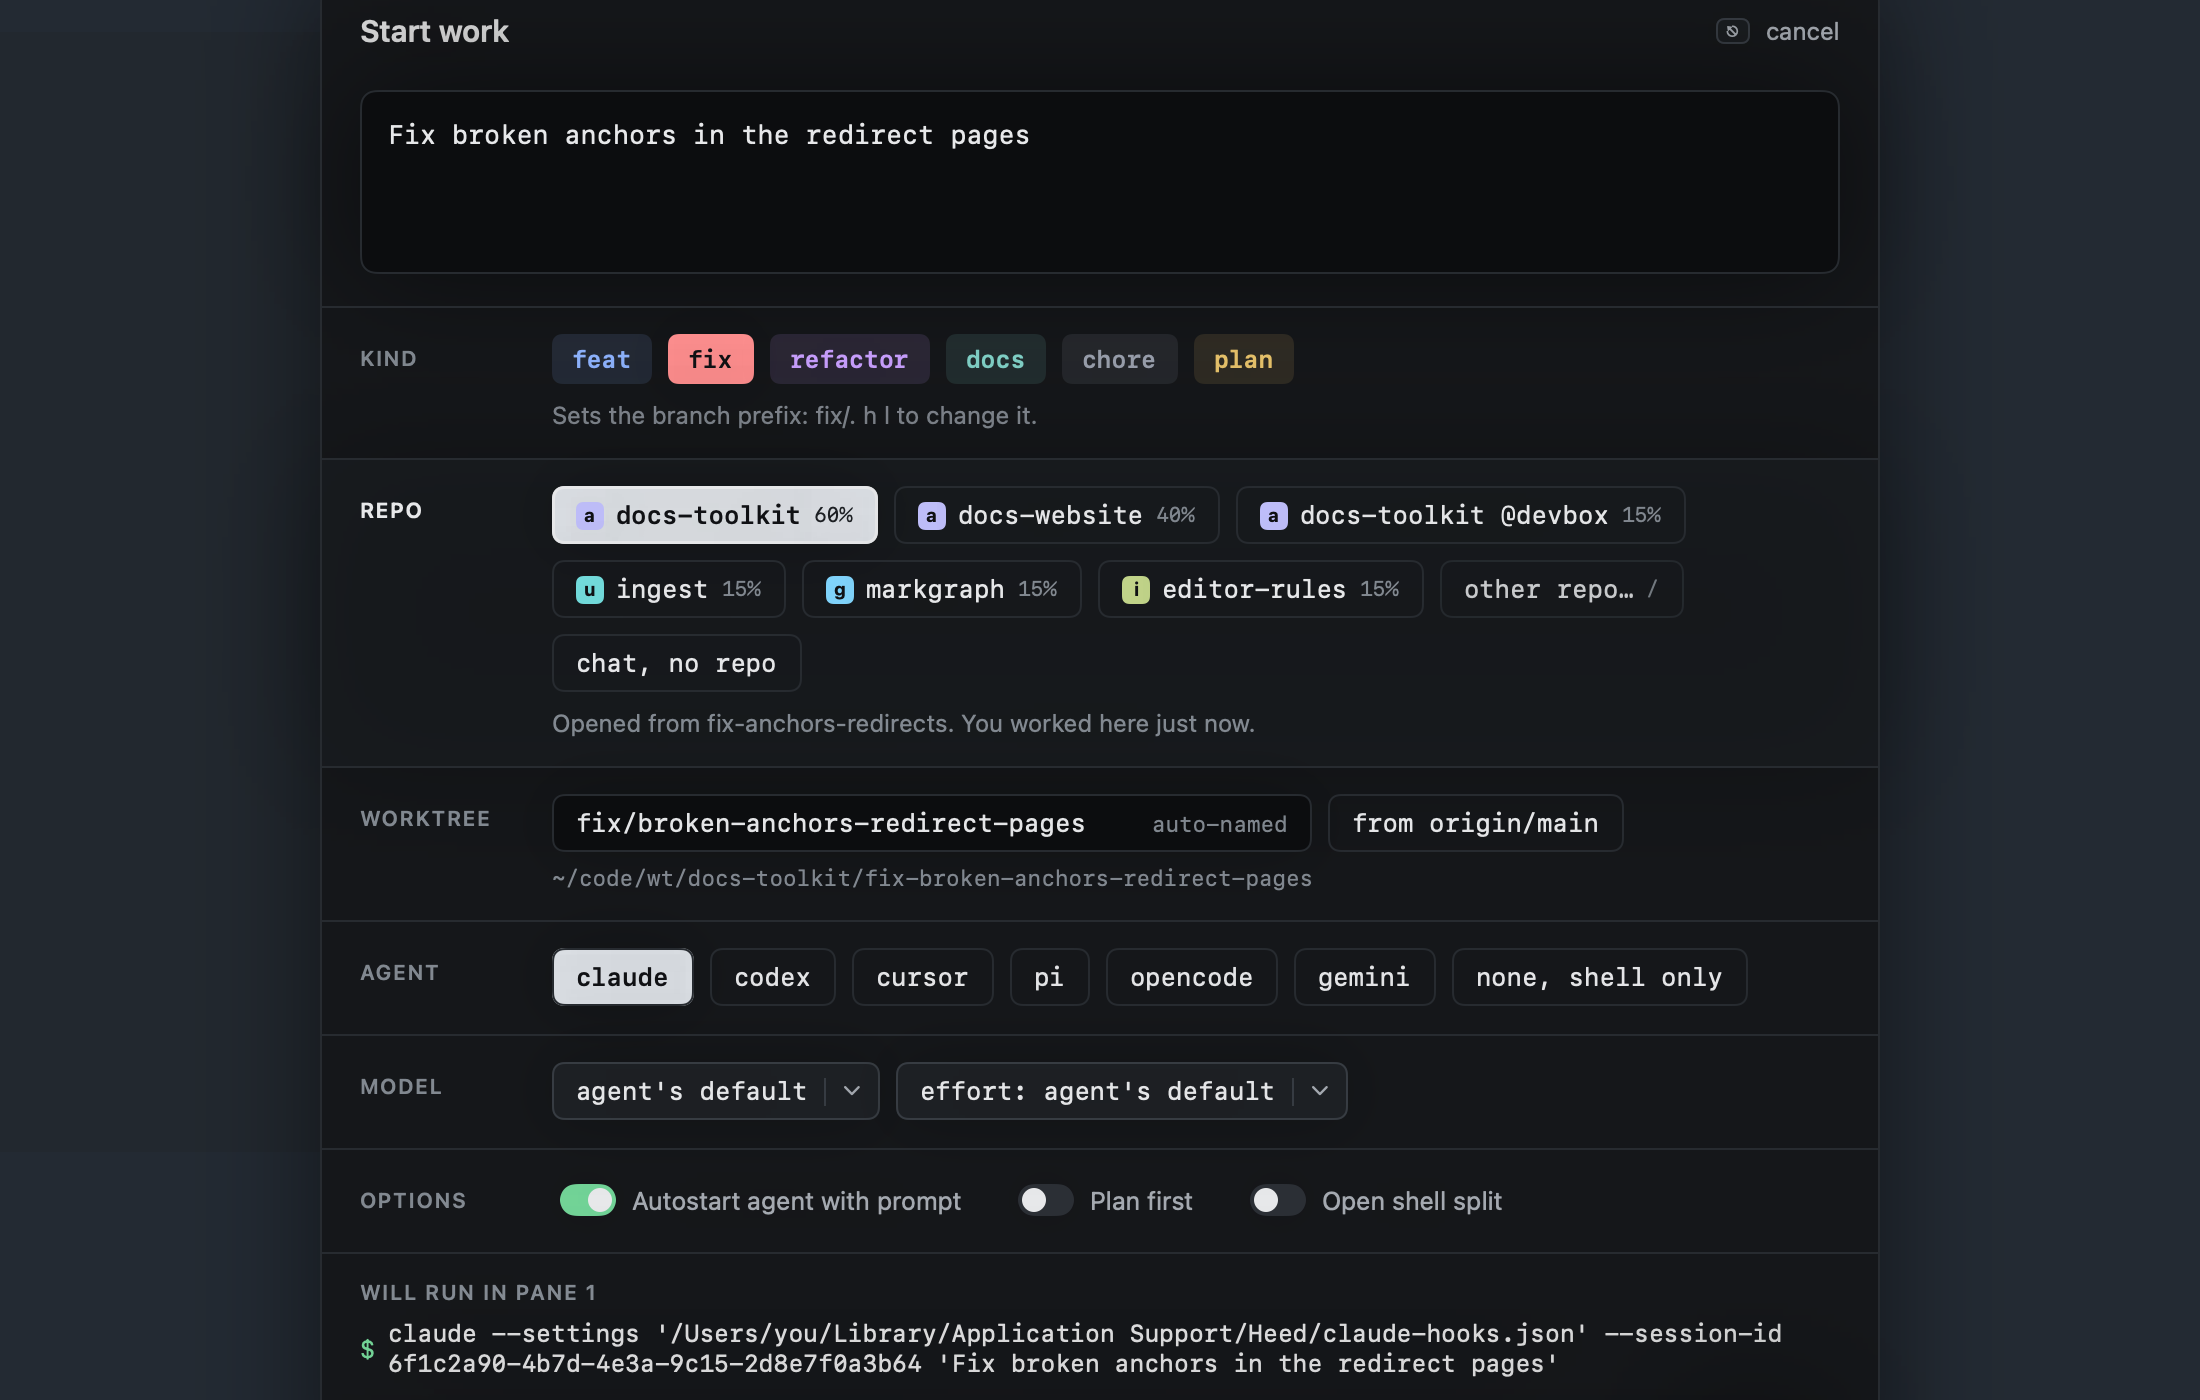 Start work
cancel
Fix broken anchors in the redirect pages
KIND
feat fix refactor docs chore plan
Sets the branch prefix: fix/. h l to change it.
REPO
a docs-toolkit 60% a docs-website 40% a docs-toolkit @devbox 15%
u ingest 15% g markgraph 15% i editor-rules 15% other repo… /
chat, no repo
Opened from fix-anchors-redirects. You worked here just now.
WORKTREE
fix/broken-anchors-redirect-pages auto-named from origin/main
~/code/wt/docs-toolkit/fix-broken-anchors-redirect-pages
AGENT
claude codex cursor pi opencode gemini none, shell only
MODEL
agent's default effort: agent's default
OPTIONS
Autostart agent with prompt Plan first Open shell split
WILL RUN IN PANE 1
$ claude --settings '/Users/you/Library/Application Support/Heed/claude-hooks.json' --session-id
6f1c2a90-4b7d-4e3a-9c15-2d8e7f0a3b64 'Fix broken anchors in the redirect pages'